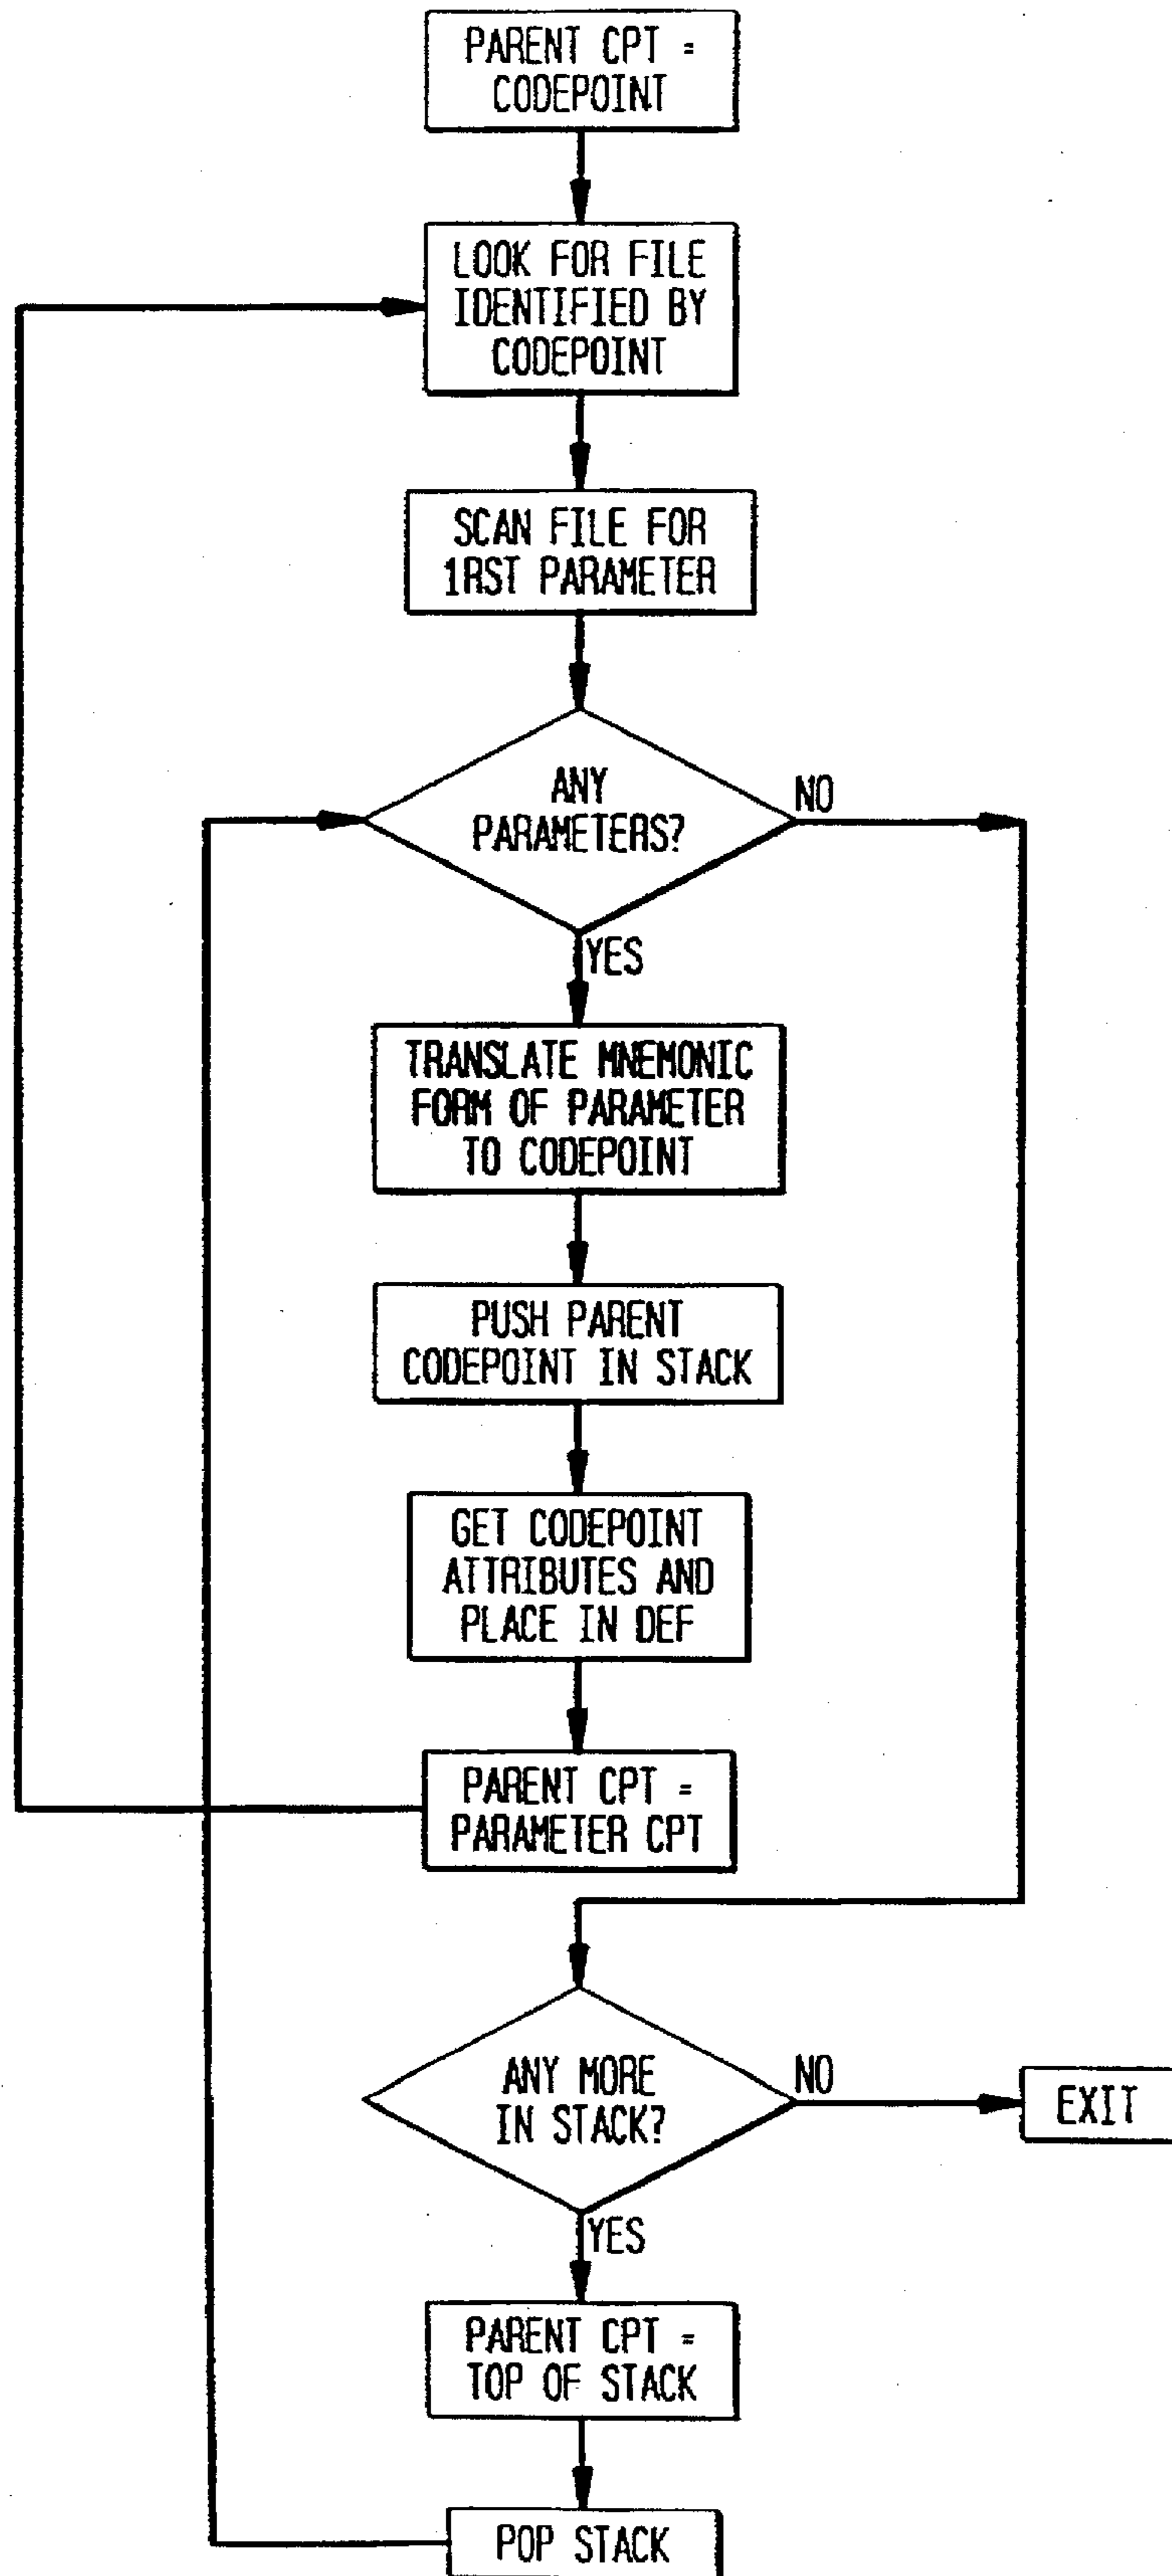 PARENT CPT =
CODEPOINT
LOOK FOR FILE
IDENTIFIED BY
CODEPOINT
SCAN FILE FOR
1RST PARAMETER
ANY
PARAMETERS?
NO
YES
TRANSLATE MNEMONIC
FORM OF PARAMETER
TO CODEPOINT
PUSH PARENT
CODEPOINT IN STACK
GET CODEPOINT
ATTRIBUTES AND
PLACE IN DEF
PARENT CPT =
PARAMETER CPT
ANY MORE
IN STACK?
NO
EXIT
YES
PARENT CPT =
TOP OF STACK
POP STACK